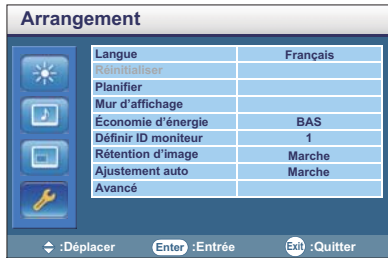 Arrangement
Langue Français
Réinitialiser
Planifier
Mur d'affichage
Économie d'énergie BAS
Définir ID moniteur 1
Rétention d'image Marche
Ajustement auto Marche
Avancé
:Déplacer Enter :Entrée Exit :Quitter